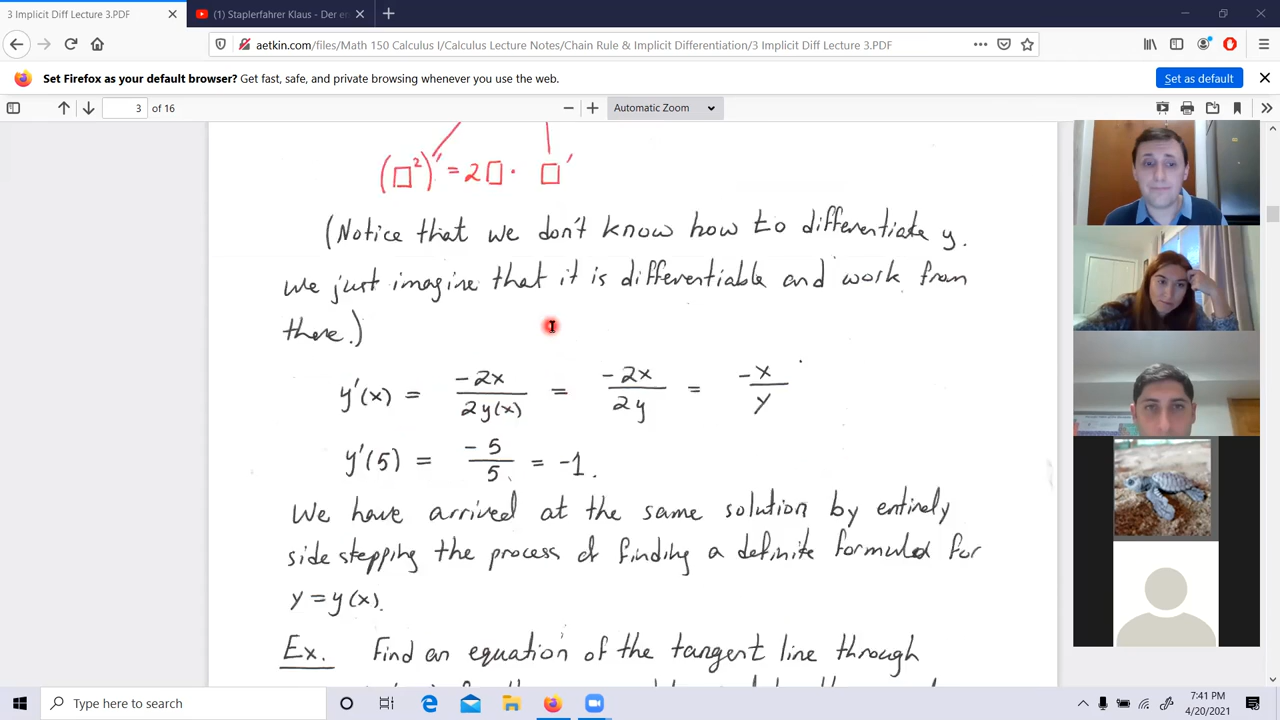 3 Implicit Diff Lecture 3.PDF
(1) Staplerfahrer Klaus - Der er
aetkin.com/files/Math 150 Calculus I/Calculus Lecture Notes/Chain Rule & Implicit Differentiation/3 Implicit Diff Lecture 3.PDF
Set Firefox as your default browser? Get fast, safe, and private browsing whenever you use the web.
Set as default
3 of 16
Automatic Zoom
(□²)' = 2□ · □'
(Notice that we don't know how to differentiate y.
We just imagine that it is differentiable and work from
there.)
y'(x) = -2x / 2y(x) = -2x / 2y = -x / y
y'(5) = -5 / 5 = -1.
We have arrived at the same solution by entirely
side stepping the process of finding a definite formula for
y = y(x).
Ex. Find an equation of the tangent line through
Type here to search
7:41 PM
4/20/2021